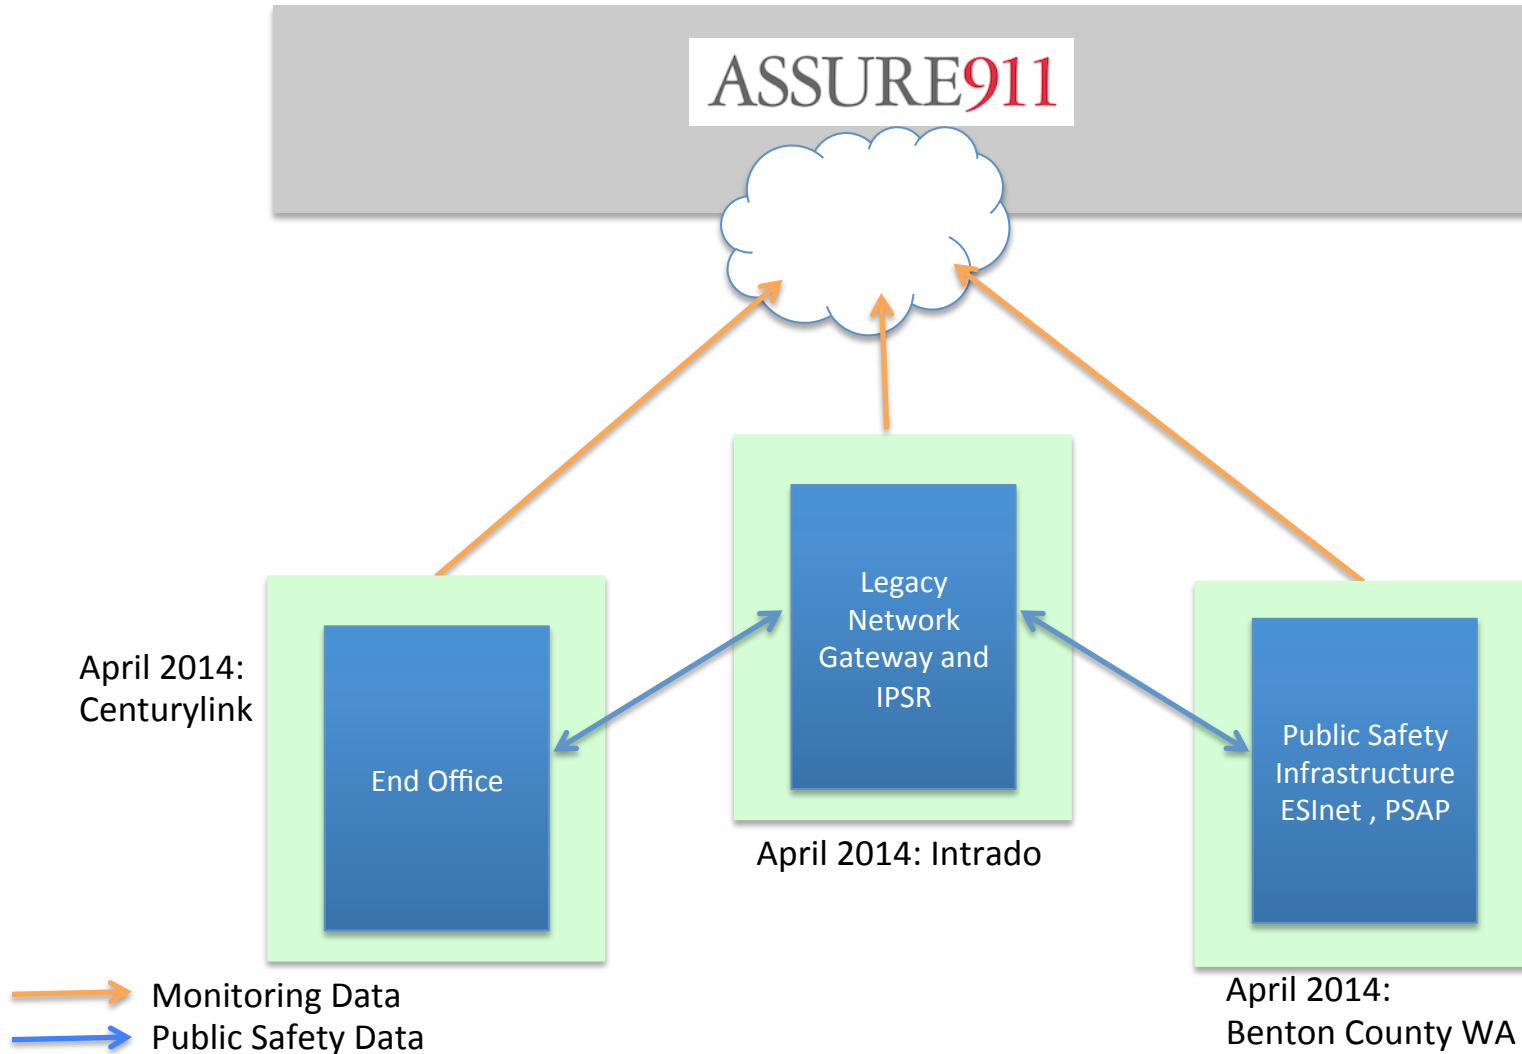 ASSURE911
Legacy
Network
Gateway and
IPSR
April 2014:
Centurylink
End Office
Public Safety
Infrastructure
ESInet , PSAP
April 2014: Intrado
Monitoring Data
Public Safety Data
April 2014:
Benton County WA